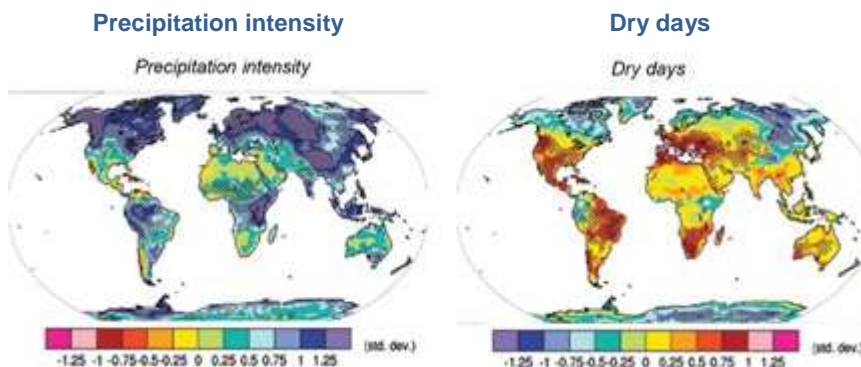 Precipitation intensity
Dry days
Precipitation intensity
Dry days
-1.25 -1 -0.75-0.5-0.25 0 0.25 0.5 0.75 1 1.25
(std. dev.)
-1.25 -1 -0.75-0.5-0.25 0 0.25 0.5 0.75 1 1.25
(std. dev.)